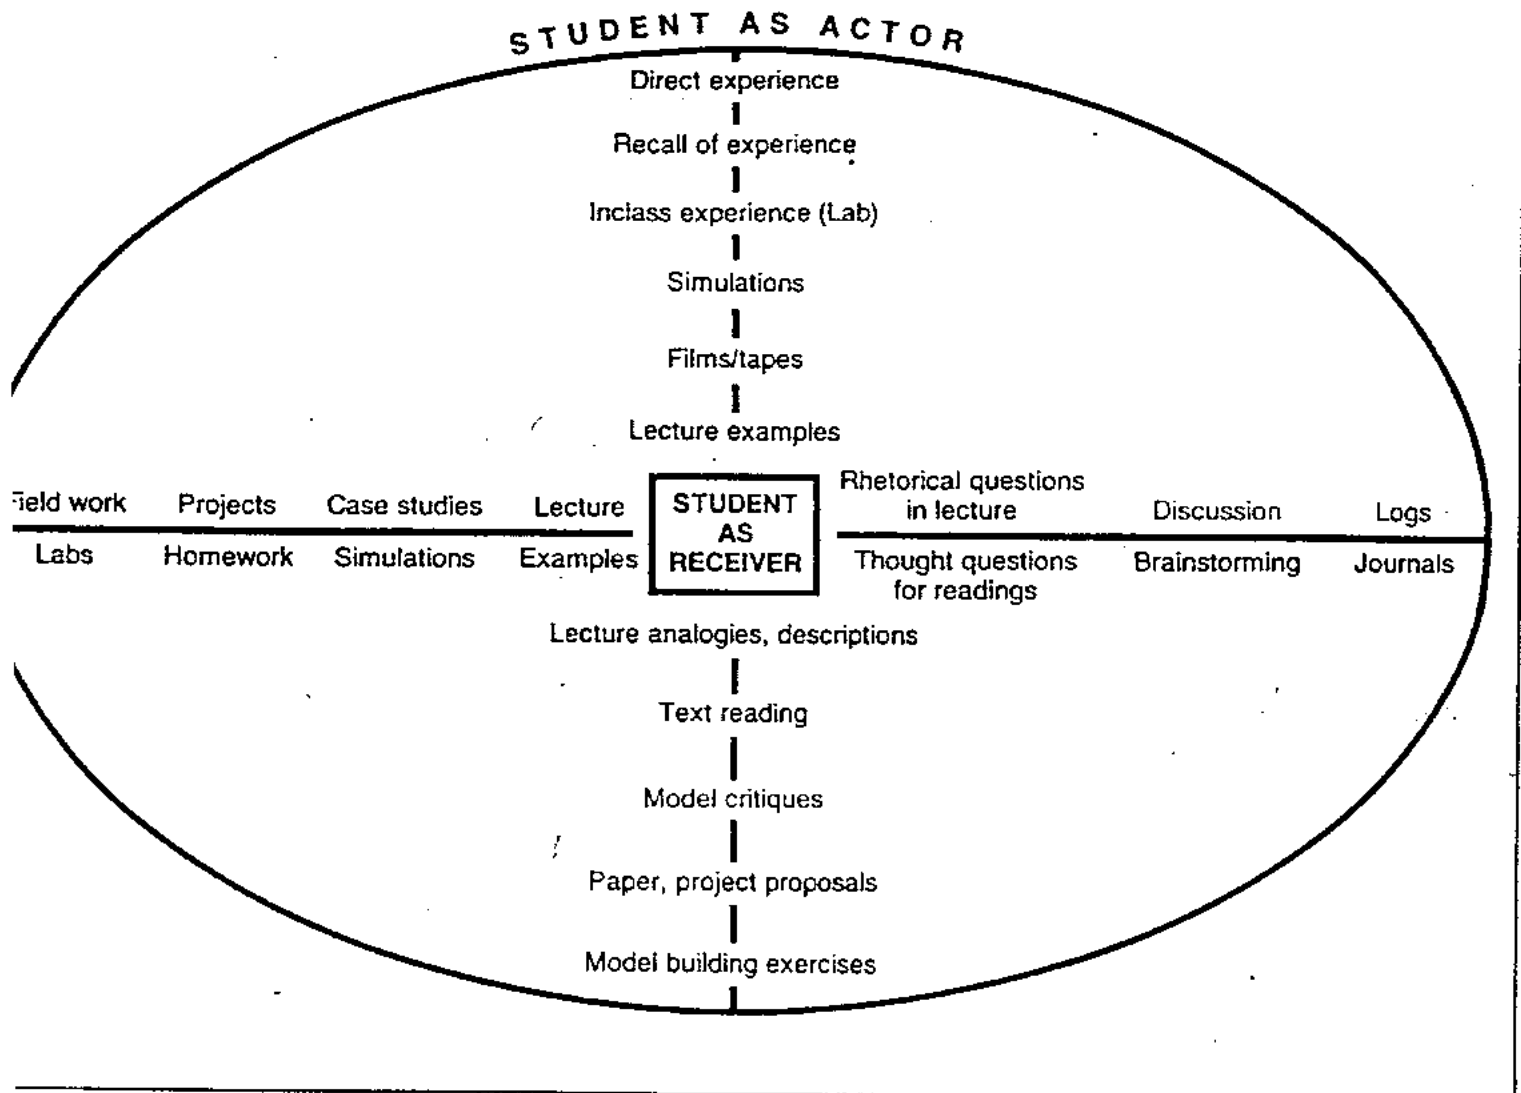 STUDENT AS ACTOR
Direct experience
Recall of experience
Inclass experience (Lab)
Simulations
Films/tapes
Lecture examples
Field work Projects Case studies Lecture
Labs Homework Simulations Examples
STUDENT
AS
RECEIVER
Rhetorical questions
in lecture
Discussion Logs
Thought questions
for readings
Brainstorming Journals
Lecture analogies, descriptions
Text reading
Model critiques
Paper, project proposals
Model building exercises